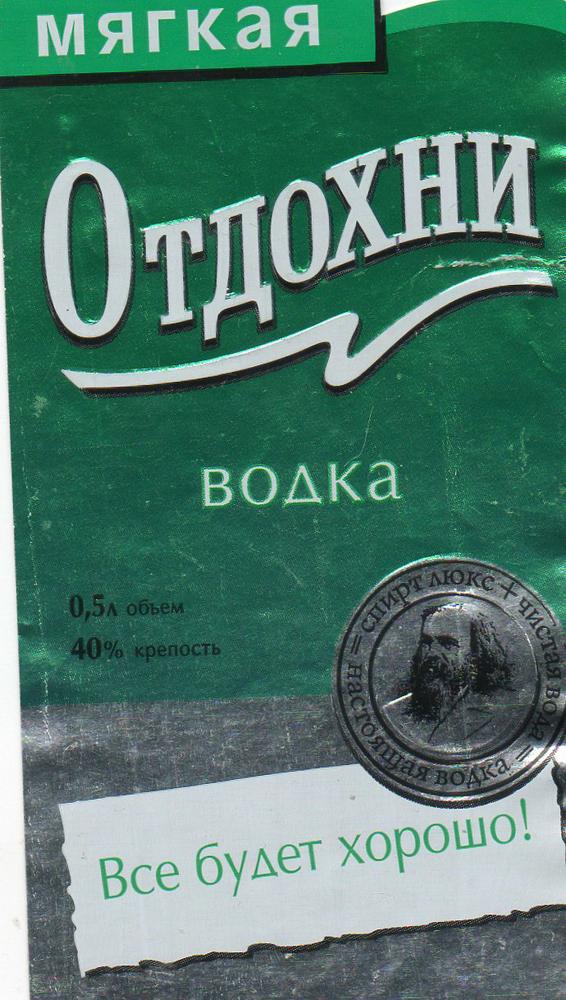 мягкая
Отдохни
водка
0,5л объем
40% крепость
спирт люкс + чистая вода = настоящая водка =
Все будет хорошо!